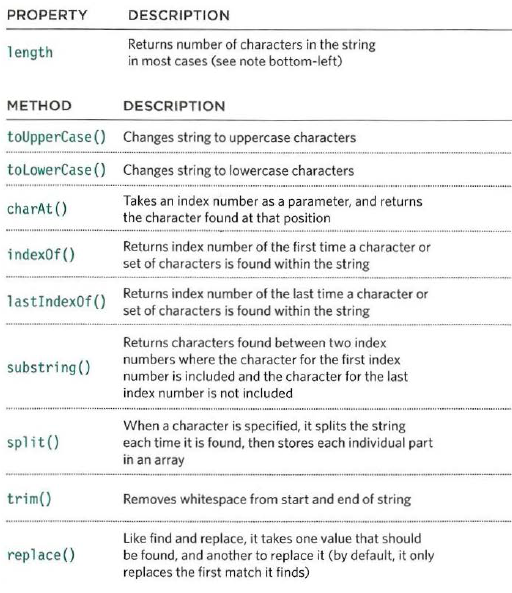 PROPERTY DESCRIPTION
length Returns number of characters in the string
in most cases (see note bottom-left)
METHOD DESCRIPTION
toUpperCase() Changes string to uppercase characters
toLowerCase() Changes string to lowercase characters
charAt() Takes an index number as a parameter, and returns
the character found at that position
indexOf() Returns index number of the first time a character or
set of characters is found within the string
lastIndexOf() Returns index number of the last time a character or
set of characters is found within the string
substring() Returns characters found between two index
numbers where the character for the first index
number is included and the character for the last
index number is not included
split() When a character is specified, it splits the string
each time it is found, then stores each individual part
in an array
trim() Removes whitespace from start and end of string
replace() Like find and replace, it takes one value that should
be found, and another to replace it (by default, it only
replaces the first match it finds)